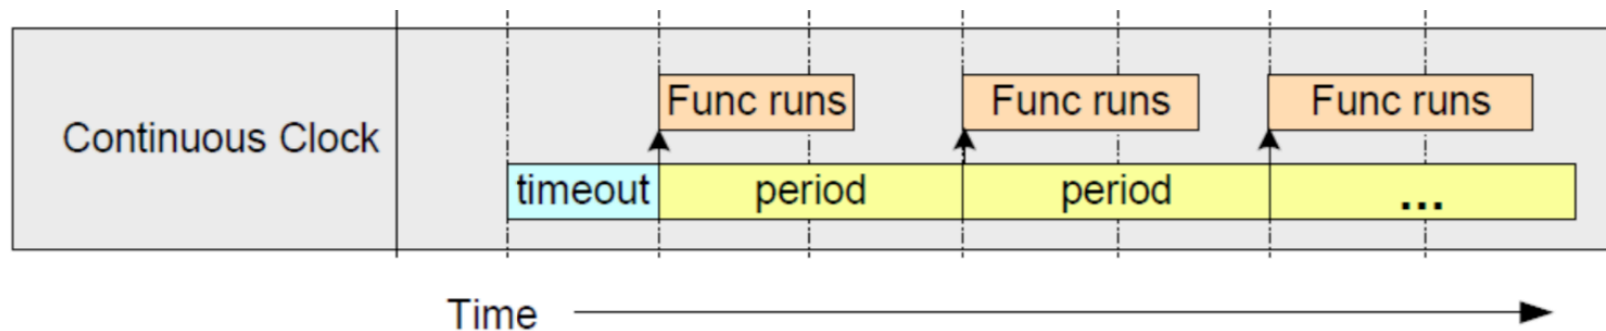 Func runs Func runs Func runs
Continuous Clock
timeout period period ...
Time